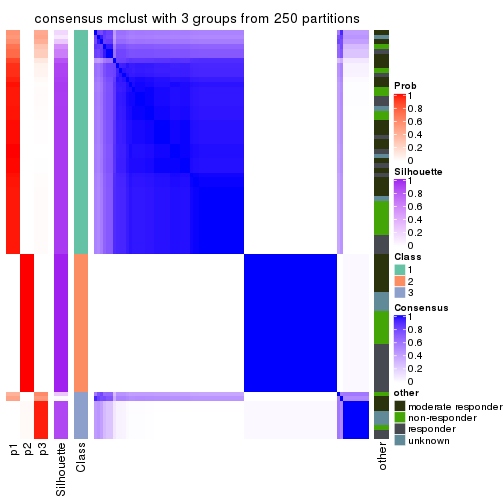 consensus mclust with 3 groups from 250 partitions
Prob
1
0.8
0.6
0.4
0.2
0
Silhouette
1
0.8
0.6
0.4
0.2
0
Class
1
2
3
Consensus
1
0.8
0.6
0.4
0.2
0
other
moderate responder
non-responder
responder
unknown
p1
p2
p3
Silhouette
Class
other